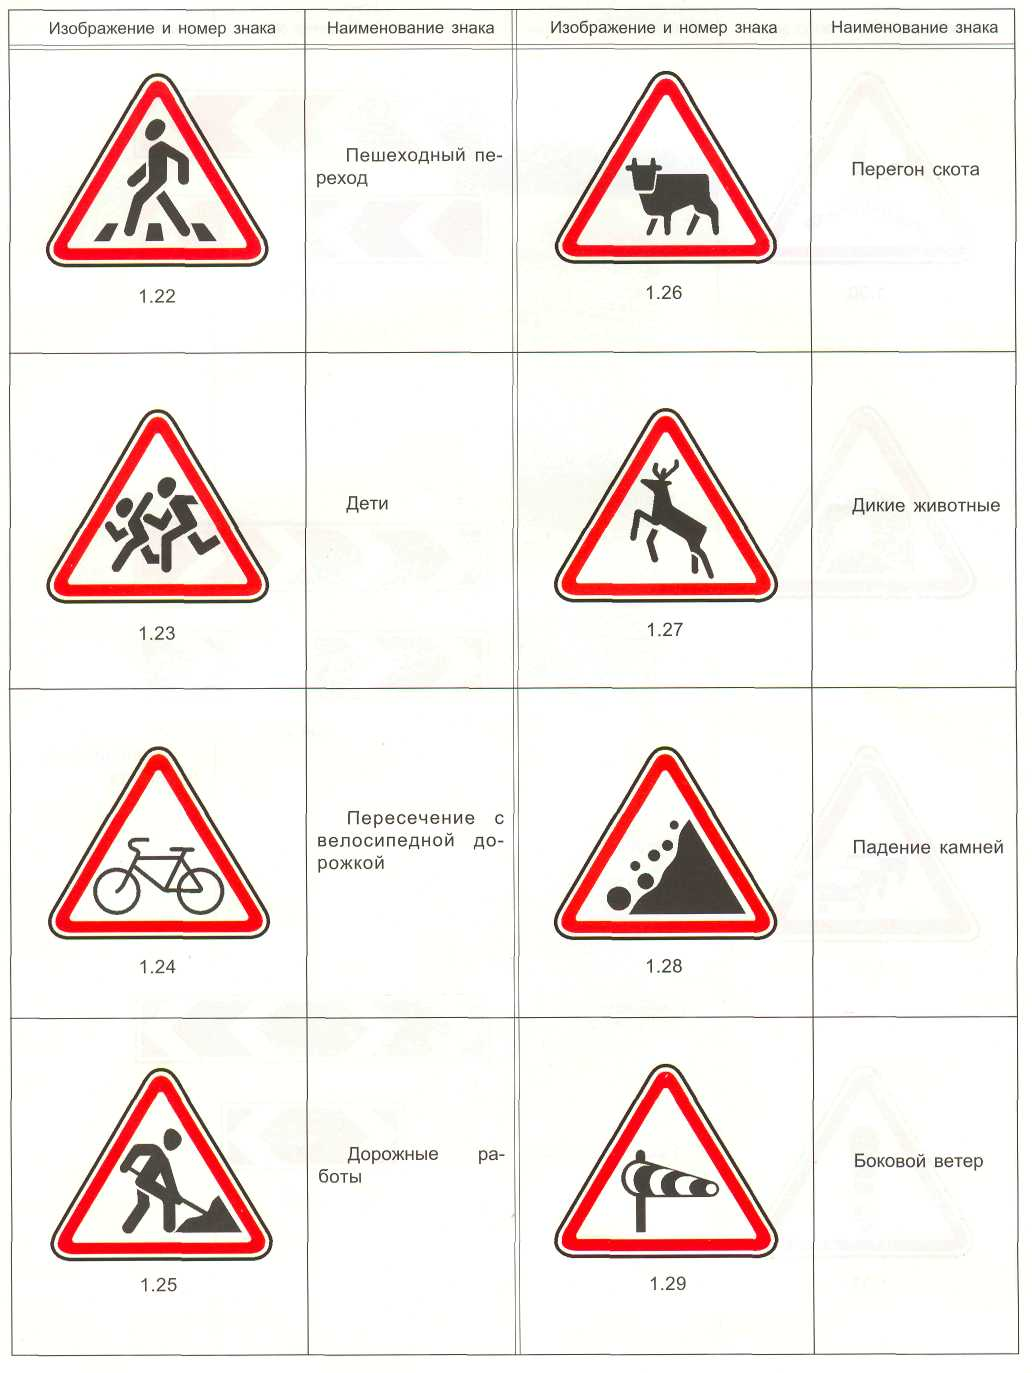 Изображение и номер знака
Наименование знака
Изображение и номер знака
Наименование знака
1.22
Пешеходный пе-
реход
1.26
Перегон скота
1.23
Дети
1.27
Дикие животные
1.24
Пересечение с
велосипедной до-
рожкой
1.28
Падение камней
1.25
Дорожные ра-
боты
1.29
Боковой ветер